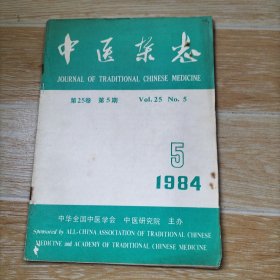 中医杂志
JOURNAL OF TRADITIONAL CHINESE MEDICINE
第25卷 第5期 Vol.25 No.5
5
1984
中华全国中医学会 中医研究院 主办
Sponsored by ALL-CHINA ASSOCIATION OF TRADITIONAL CHINESE
MEDICINE and ACADEMY OF TRADITIONAL CHINESE MEDICINE